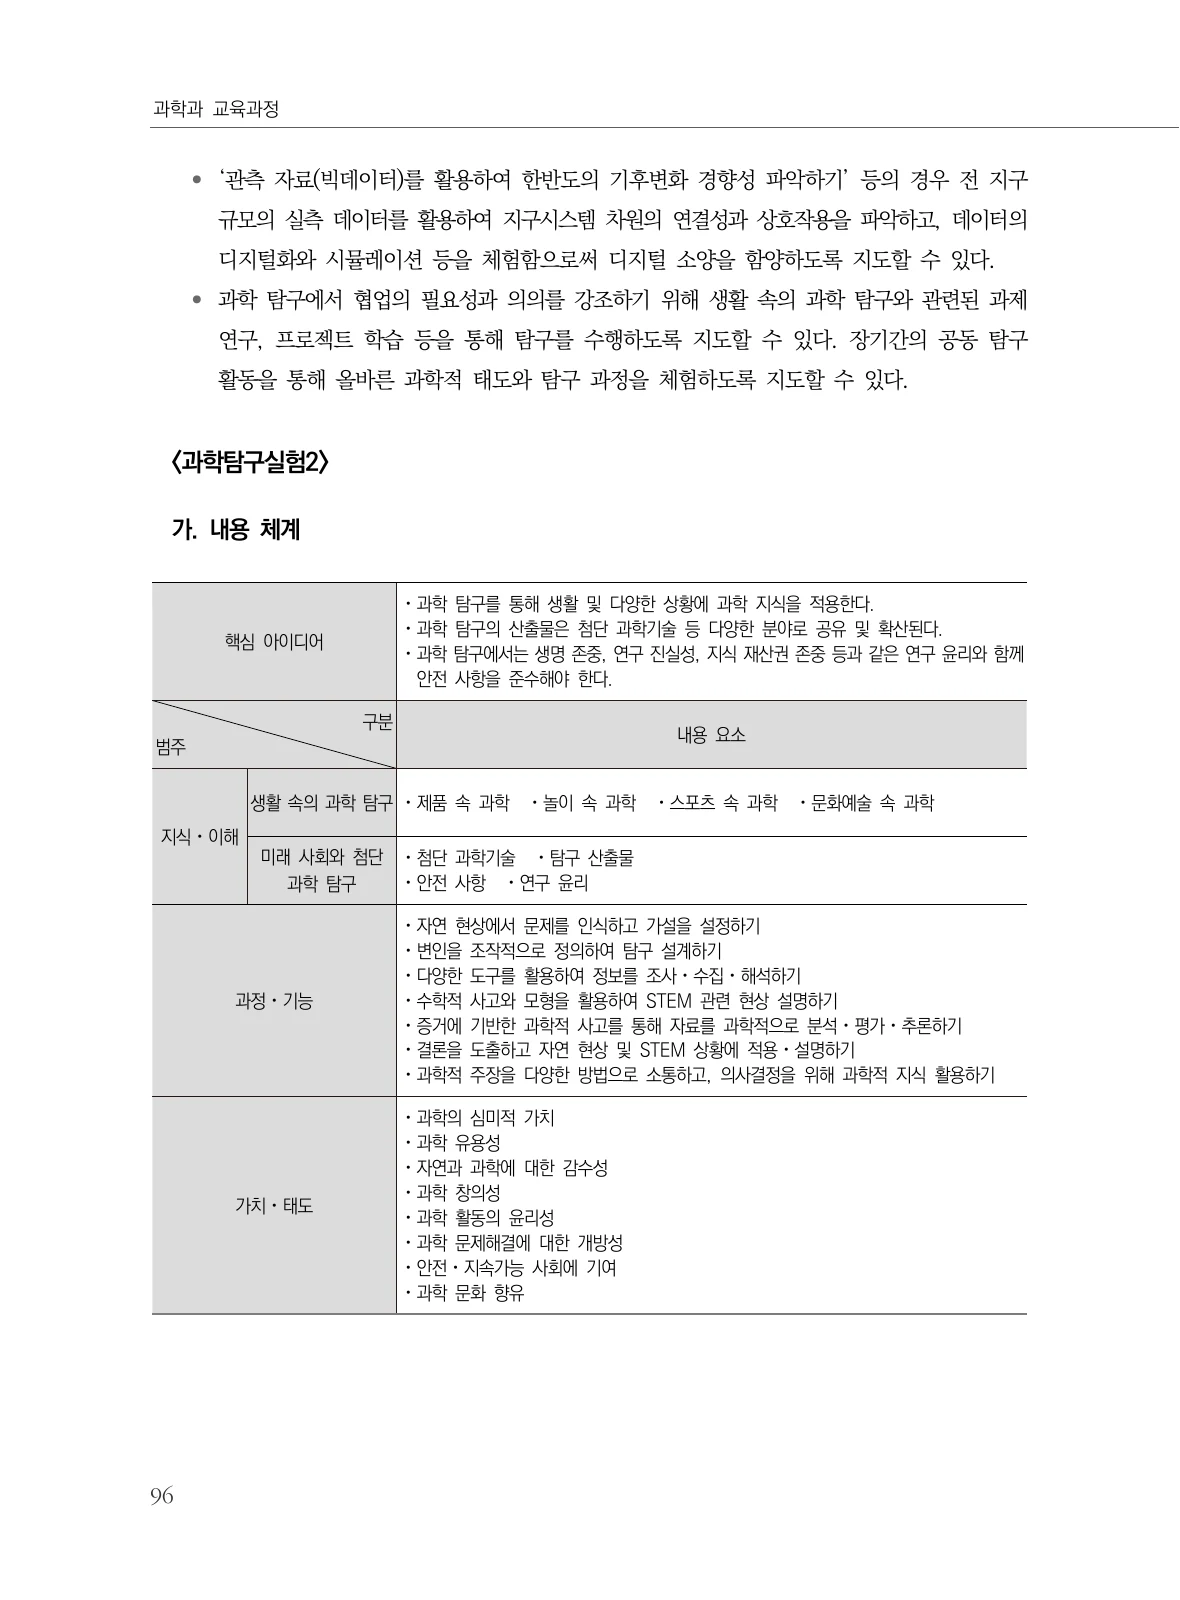 과학과 교육과정
• ‘관측 자료(빅데이터)를 활용하여 한반도의 기후변화 경향성 파악하기’ 등의 경우 전 지구
규모의 실측 데이터를 활용하여 지구시스템 차원의 연결성과 상호작용을 파악하고, 데이터의
디지털화와 시뮬레이션 등을 체험함으로써 디지털 소양을 함양하도록 지도할 수 있다.
• 과학 탐구에서 협업의 필요성과 의의를 강조하기 위해 생활 속의 과학 탐구와 관련된 과제
연구, 프로젝트 학습 등을 통해 탐구를 수행하도록 지도할 수 있다. 장기간의 공동 탐구
활동을 통해 올바른 과학적 태도와 탐구 과정을 체험하도록 지도할 수 있다.
〈과학탐구실험2〉
가. 내용 체계
핵심 아이디어
・과학 탐구를 통해 생활 및 다양한 상황에 과학 지식을 적용한다.
・과학 탐구의 산출물은 첨단 과학기술 등 다양한 분야로 공유 및 확산된다.
・과학 탐구에서는 생명 존중, 연구 진실성, 지식 재산권 존중 등과 같은 연구 윤리와 함께
안전 사항을 준수해야 한다.
구분
범주
내용 요소
지식・이해
생활 속의 과학 탐구
・제품 속 과학 ・놀이 속 과학 ・스포츠 속 과학 ・문화예술 속 과학
미래 사회와 첨단
과학 탐구
・첨단 과학기술 ・탐구 산출물
・안전 사항 ・연구 윤리
과정・기능
・자연 현상에서 문제를 인식하고 가설을 설정하기
・변인을 조작적으로 정의하여 탐구 설계하기
・다양한 도구를 활용하여 정보를 조사・수집・해석하기
・수학적 사고와 모형을 활용하여 STEM 관련 현상 설명하기
・증거에 기반한 과학적 사고를 통해 자료를 과학적으로 분석・평가・추론하기
・결론을 도출하고 자연 현상 및 STEM 상황에 적용・설명하기
・과학적 주장을 다양한 방법으로 소통하고, 의사결정을 위해 과학적 지식 활용하기
가치・태도
・과학의 심미적 가치
・과학 유용성
・자연과 과학에 대한 감수성
・과학 창의성
・과학 활동의 윤리성
・과학 문제해결에 대한 개방성
・안전・지속가능 사회에 기여
・과학 문화 향유
96